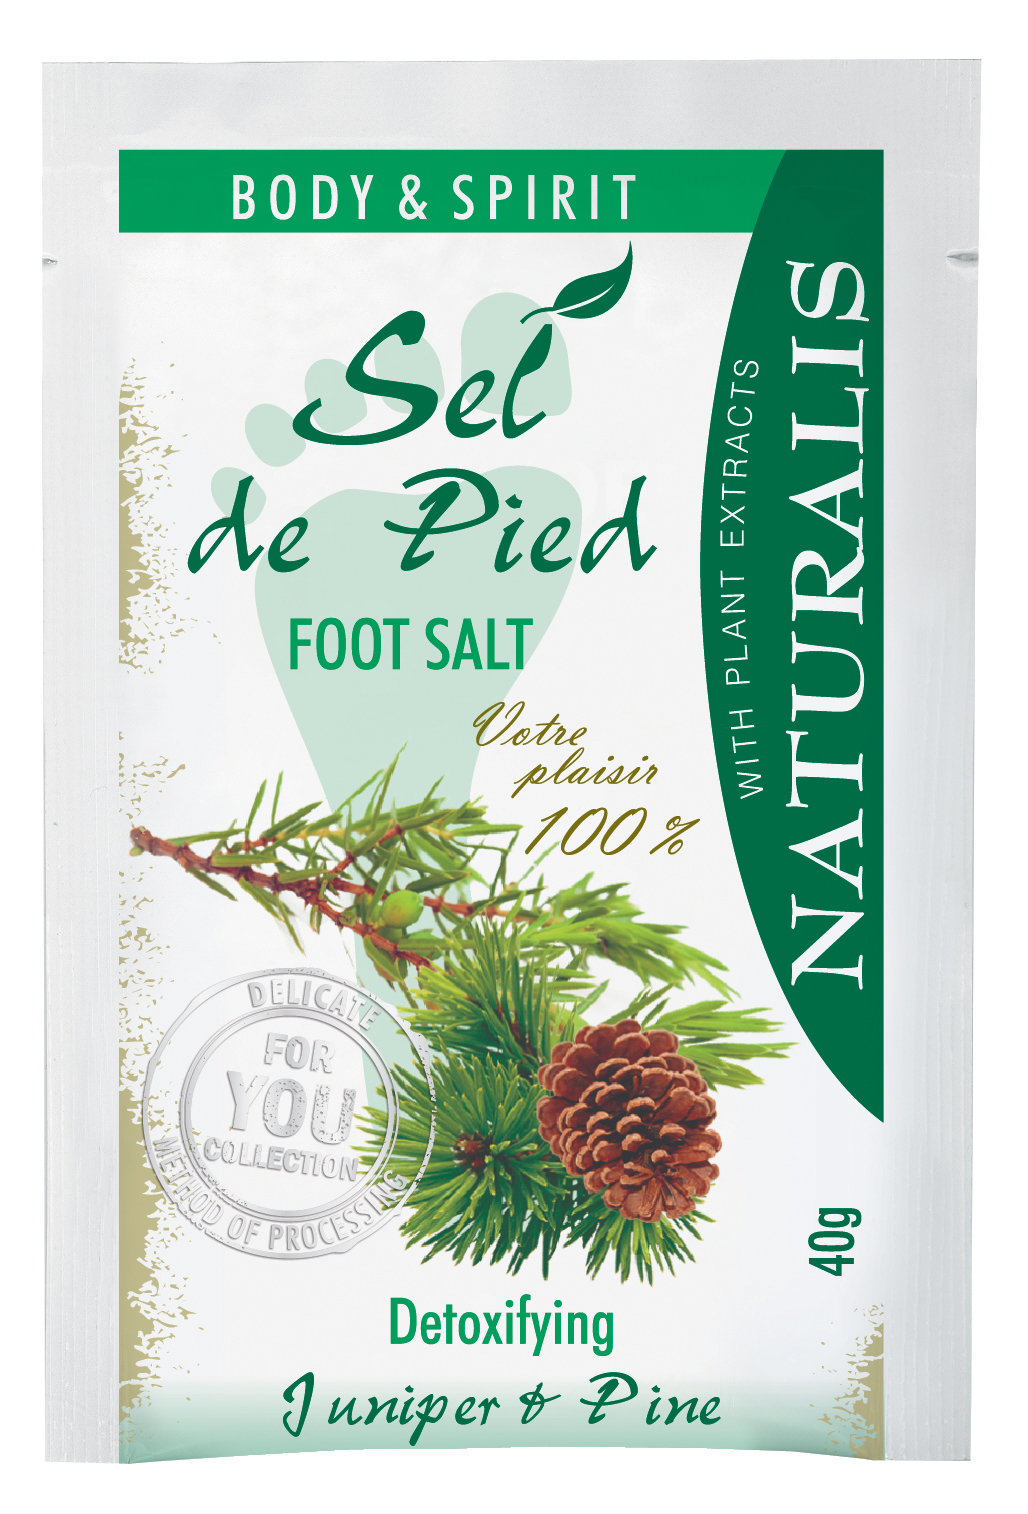 BODY & SPIRIT
Sel
de Pied
FOOT SALT
Votre
plaisir
100%
WITH PLANT EXTRACTS
NATURALIS
DELICATE
FOR
YOU
COLLECTION
METHOD OF PROCESSING
40g
Detoxifying
Juniper & Pine